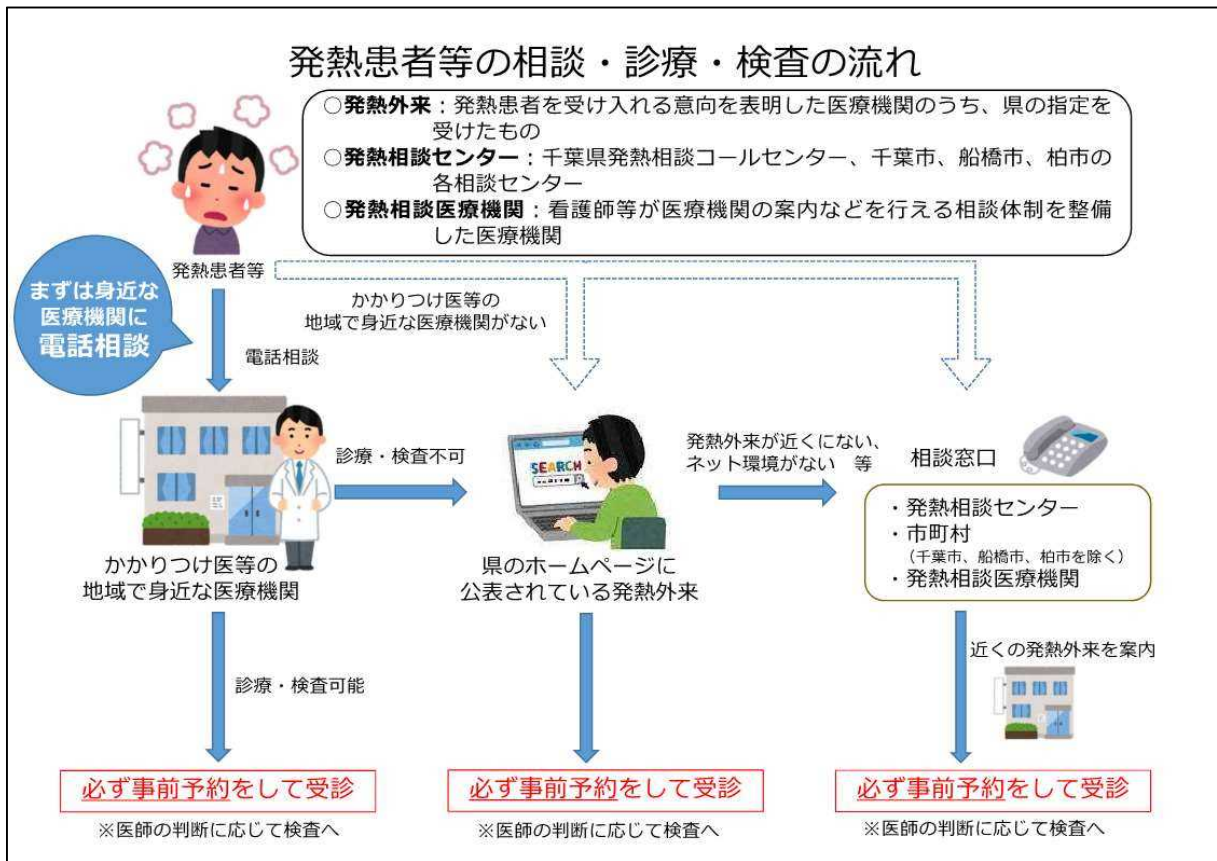 発熱患者等の相談・診療・検査の流れ
○発熱外来：発熱患者を受け入れる意向を表明した医療機関のうち、県の指定を
受けたもの
○発熱相談センター：千葉県発熱相談コールセンター、千葉市、船橋市、柏市の
各相談センター
○発熱相談医療機関：看護師等が医療機関の案内などを行える相談体制を整備
した医療機関
発熱患者等
まずは身近な
医療機関に
電話相談
かかりつけ医等の
地域で身近な医療機関がない
電話相談
診療・検査不可
SEARCH
発熱外来が近くにない、
ネット環境がない　等
相談窓口
・発熱相談センター
・市町村
（千葉市、船橋市、柏市を除く）
・発熱相談医療機関
かかりつけ医等の
地域で身近な医療機関
県のホームページに
公表されている発熱外来
診療・検査可能
近くの発熱外来を案内
必ず事前予約をして受診
※医師の判断に応じて検査へ
必ず事前予約をして受診
※医師の判断に応じて検査へ
必ず事前予約をして受診
※医師の判断に応じて検査へ